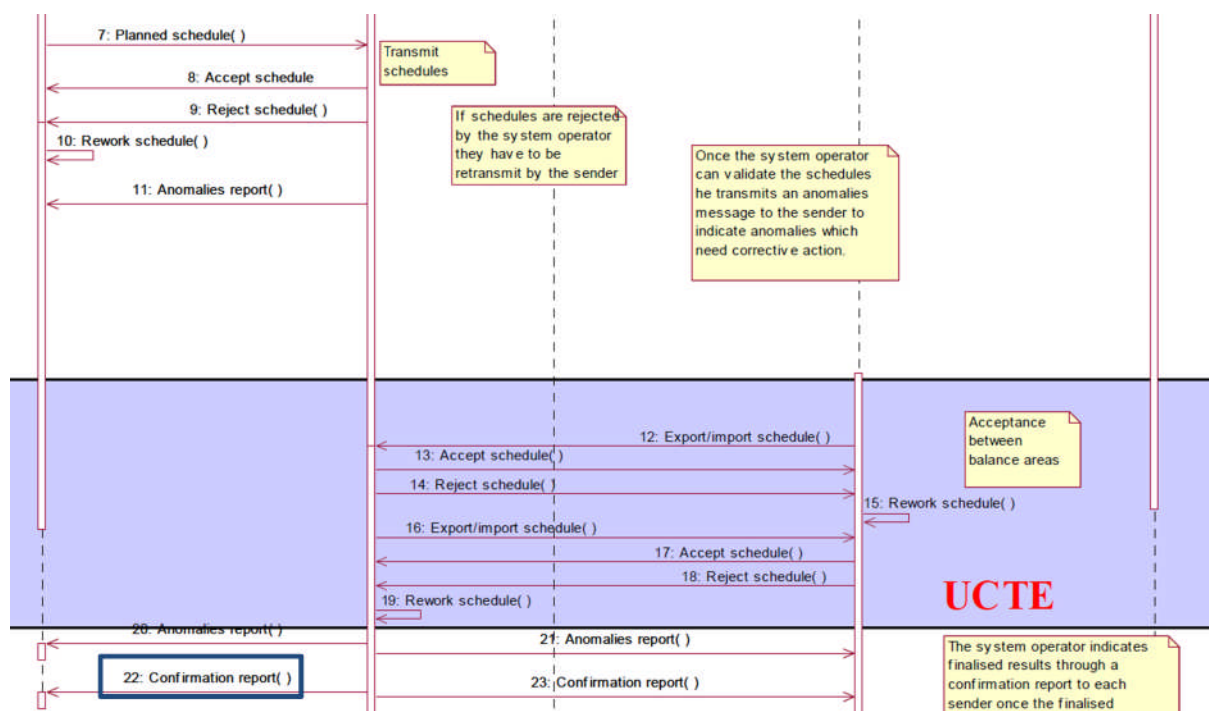 7: Planned schedule( )
Transmit
schedules
8: Accept schedule
9: Reject schedule( )
If schedules are rejected
by the system operator
they have to be
retransmit by the sender
10: Rework schedule( )
Once the system operator
can validate the schedules
he transmits an anomalies
message to the sender to
indicate anomalies which
need corrective action.
11: Anomalies report( )
12: Export/import schedule( )
Acceptance
between
balance areas
13: Accept schedule( )
14: Reject schedule( )
15: Rework schedule( )
16: Export/import schedule( )
17: Accept schedule( )
18: Reject schedule( )
UCTE
19: Rework schedule( )
20: Anomalies report( )
21: Anomalies report( )
The system operator indicates
finalised results through a
confirmation report to each
sender once the finalised
22: Confirmation report( )
23: Confirmation report( )